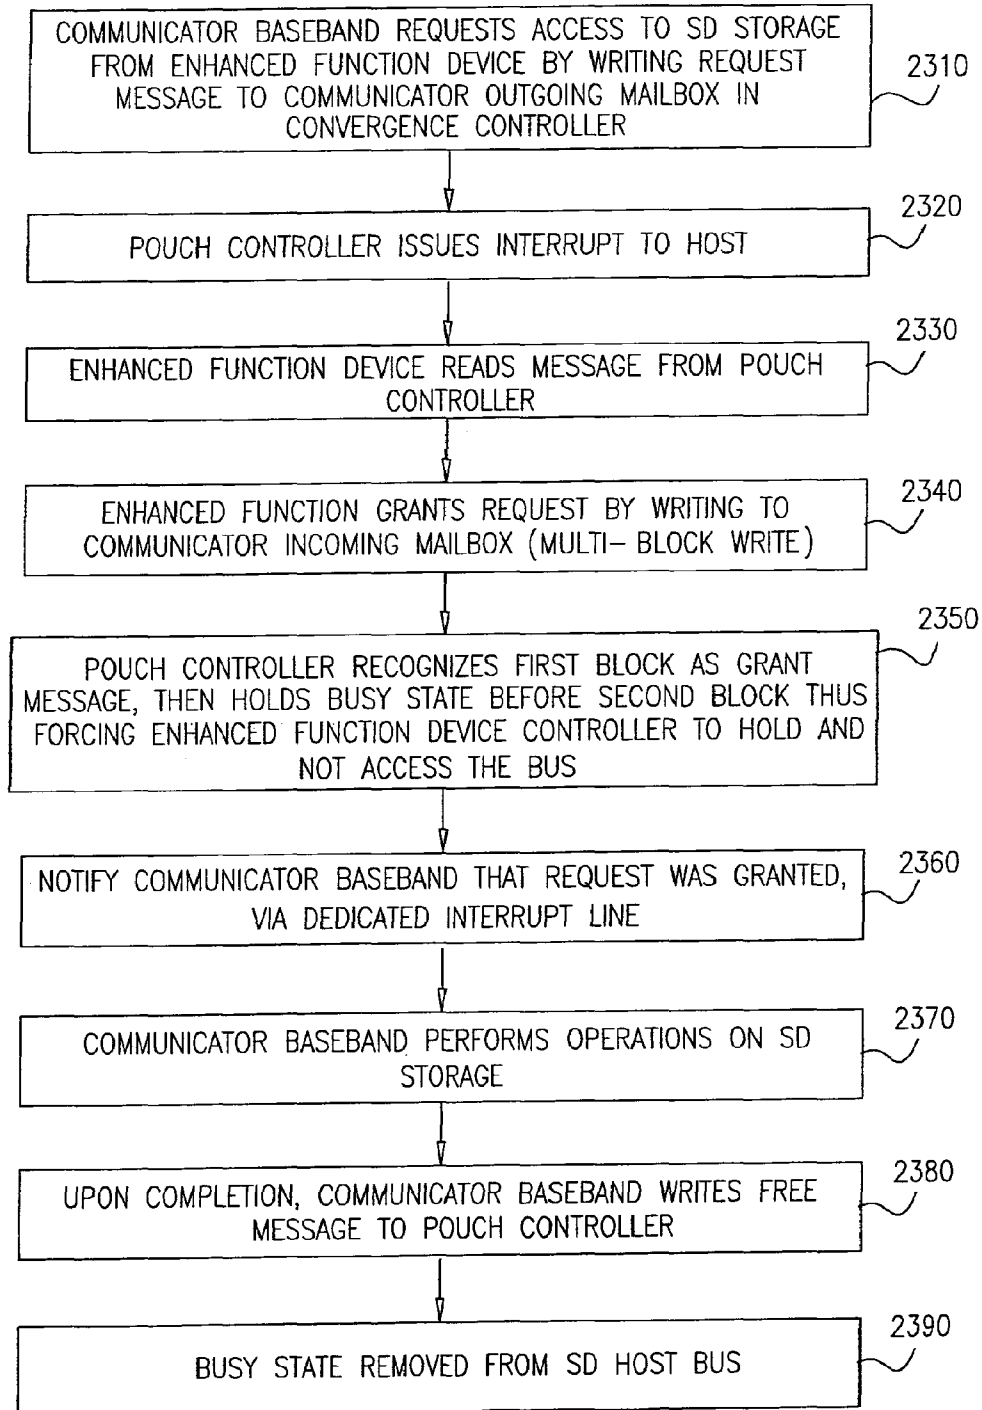 COMMUNICATOR BASEBAND REQUESTS ACCESS TO SD STORAGE
FROM ENHANCED FUNCTION DEVICE BY WRITING REQUEST
MESSAGE TO COMMUNICATOR OUTGOING MAILBOX IN
CONVERGENCE CONTROLLER
2310
POUCH CONTROLLER ISSUES INTERRUPT TO HOST
2320
ENHANCED FUNCTION DEVICE READS MESSAGE FROM POUCH
CONTROLLER
2330
ENHANCED FUNCTION GRANTS REQUEST BY WRITING TO
COMMUNICATOR INCOMING MAILBOX (MULTI- BLOCK WRITE)
2340
POUCH CONTROLLER RECOGNIZES FIRST BLOCK AS GRANT
MESSAGE, THEN HOLDS BUSY STATE BEFORE SECOND BLOCK THUS
FORCING ENHANCED FUNCTION DEVICE CONTROLLER TO HOLD AND
NOT ACCESS THE BUS
2350
NOTIFY COMMUNICATOR BASEBAND THAT REQUEST WAS GRANTED,
VIA DEDICATED INTERRUPT LINE
2360
COMMUNICATOR BASEBAND PERFORMS OPERATIONS ON SD
STORAGE
2370
UPON COMPLETION, COMMUNICATOR BASEBAND WRITES FREE
MESSAGE TO POUCH CONTROLLER
2380
BUSY STATE REMOVED FROM SD HOST BUS
2390